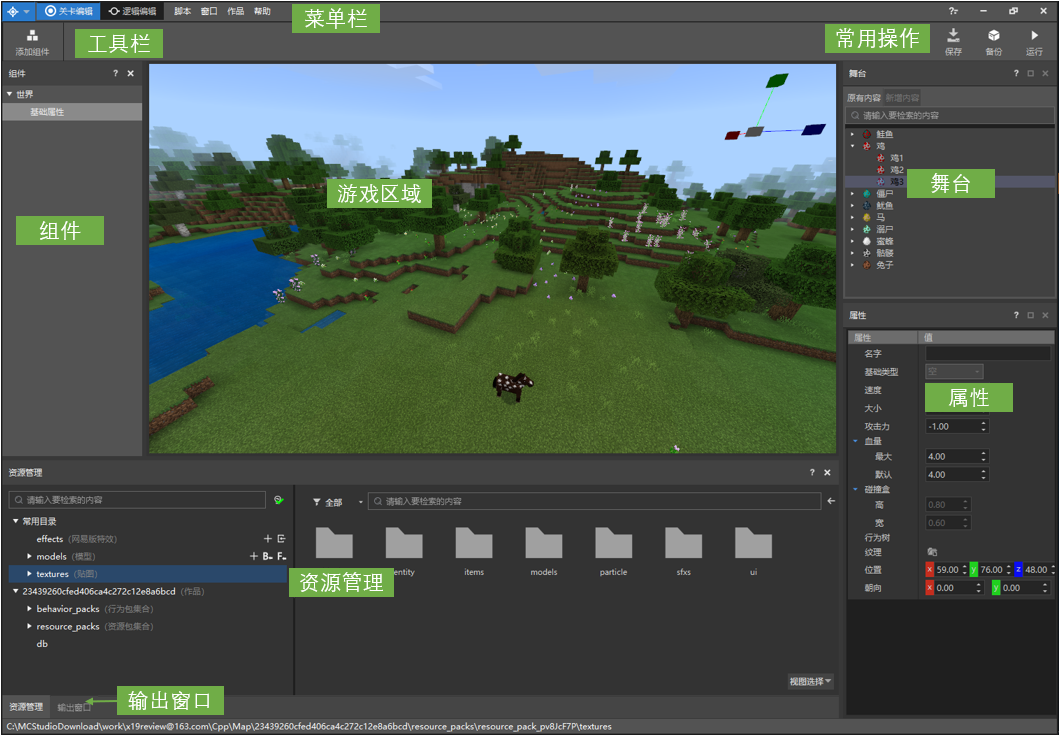 关卡编辑 逻辑编辑 脚本 窗口 作品 帮助
菜单栏
添加组件
工具栏
常用操作
保存 备份 运行
组件
世界
基础属性
组件
游戏区域
舞台
原有内容 新增内容
请输入要检索的内容
鲑鱼
鸡
鸡1
鸡2
鸡3
舞台
僵尸
鱿鱼
马
溺尸
蜜蜂
骷髅
兔子
属性
属性 值
名字
基础类型 空
速度
属性
大小
攻击力 -1.00
血量
最大 4.00
默认 4.00
碰撞盒
高 0.80
宽 0.60
行为树
纹理
位置 x 59.00 y 76.00 z 48.00
朝向 x 0.00 y 0.00
资源管理
请输入要检索的内容
常用目录
effects (网易版特效)
models (模型) B F
textures (贴图)
23439260cfed406ca4c272c12e8a6bcd (作品)
behavior_packs (行为包集合)
resource_packs (资源包集合)
db
全部 请输入要检索的内容
entity items models particle sfxs ui
资源管理
视图选择
资源管理 输出窗口
输出窗口
C:\MCStudioDownload\work\x19review@163.com\Cpp\Map\23439260cfed406ca4c272c12e8a6bcd\resource_packs\resource_pack_pv8JcF7P\textures